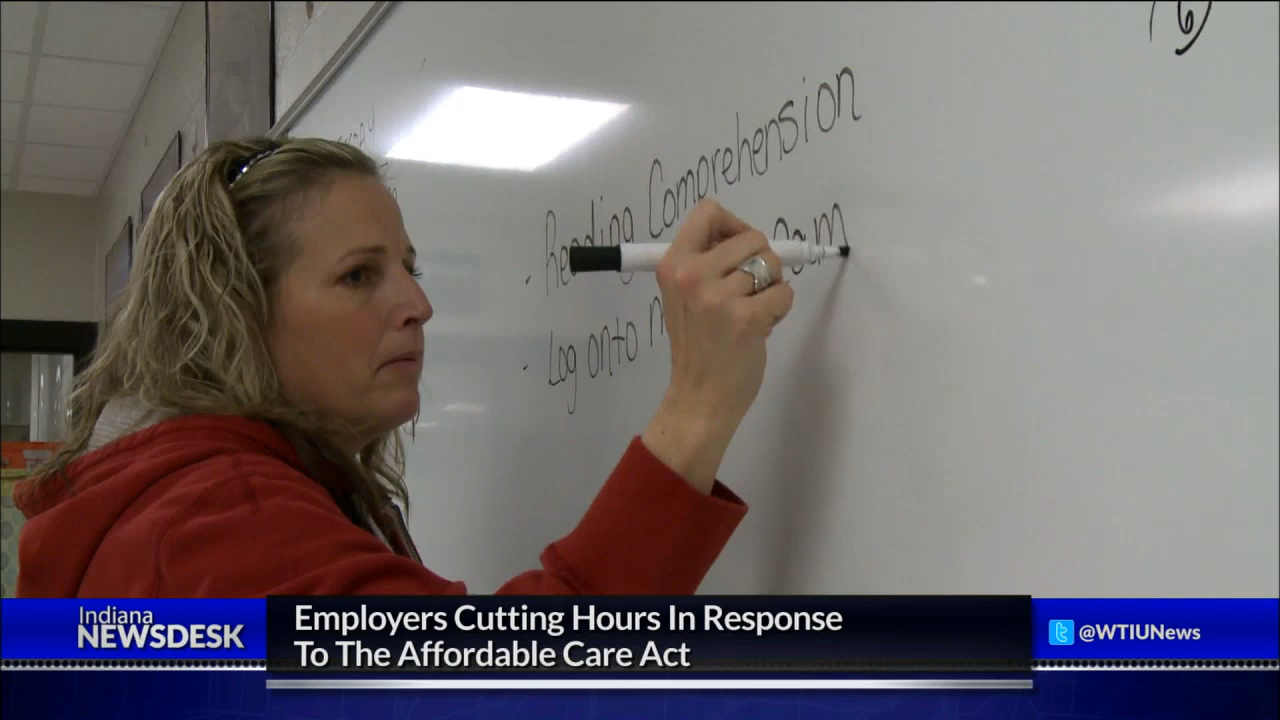 - Reading Comprehension
- Log onto
Indiana
NEWSDESK
Employers Cutting Hours In Response
To The Affordable Care Act
@WTIUNews